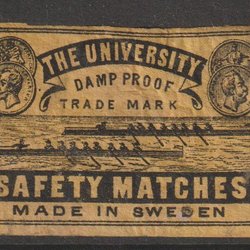 THE UNIVERSITY
DAMP PROOF
TRADE MARK
SAFETY MATCHES
MADE IN SWEDEN